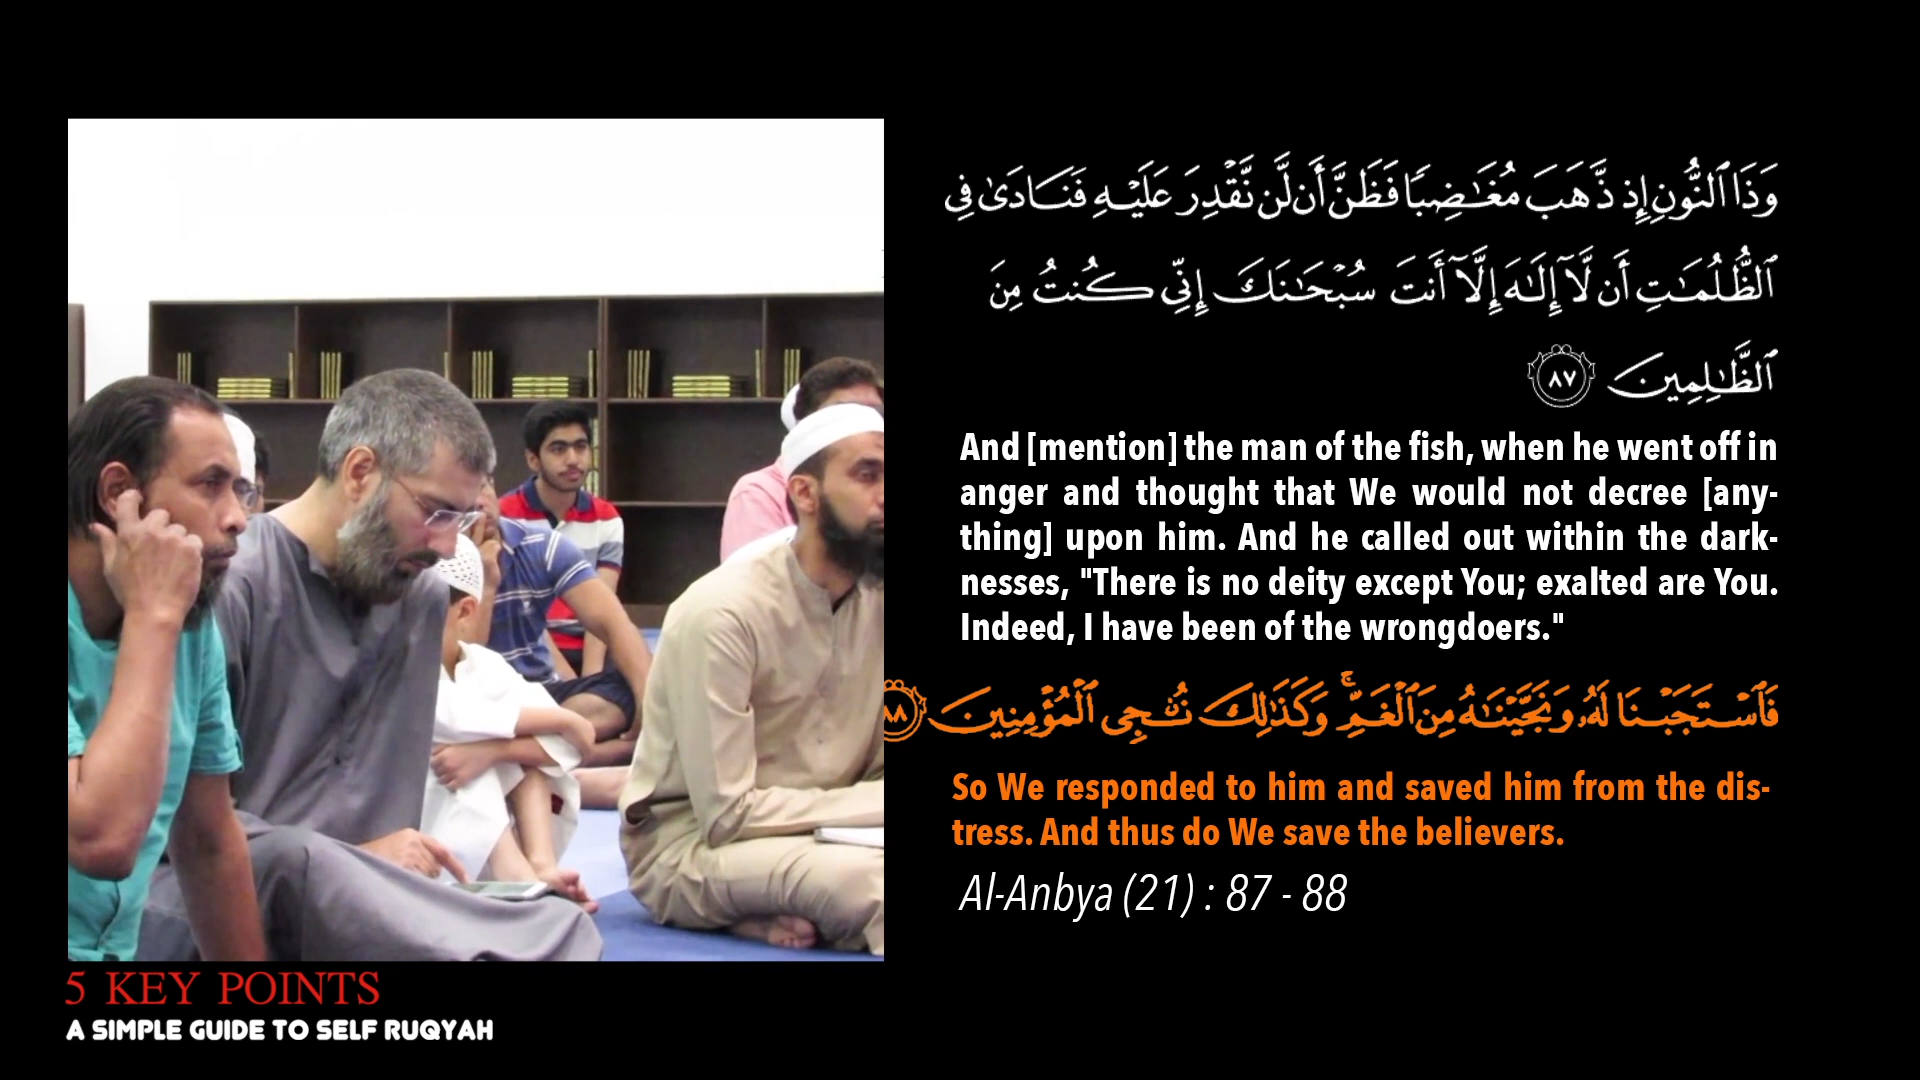 وَذَا ٱلنُّونِ إِذ ذَّهَبَ مُغَـٰضِبًا فَظَنَّ أَن لَّن نَّقْدِرَ عَلَيْهِ فَنَادَىٰ فِى
ٱلظُّلُمَـٰتِ أَن لَّآ إِلَـٰهَ إِلَّآ أَنتَ سُبْحَـٰنَكَ إِنِّى كُنتُ مِنَ
ٱلظَّـٰلِمِينَ ٨٧
And [mention] the man of the fish, when he went off in
anger and thought that We would not decree [any-
thing] upon him. And he called out within the dark-
nesses, "There is no deity except You; exalted are You.
Indeed, I have been of the wrongdoers."
فَٱسْتَجَبْنَا لَهُۥ وَنَجَّيْنَـٰهُ مِنَ ٱلْغَمِّ ۚ وَكَذَٰلِكَ نُـۨجِى ٱلْمُؤْمِنِينَ ٨٨
So We responded to him and saved him from the dis-
tress. And thus do We save the believers.
Al-Anbya (21) : 87 - 88
5 KEY POINTS
A SIMPLE GUIDE TO SELF RUQYAH